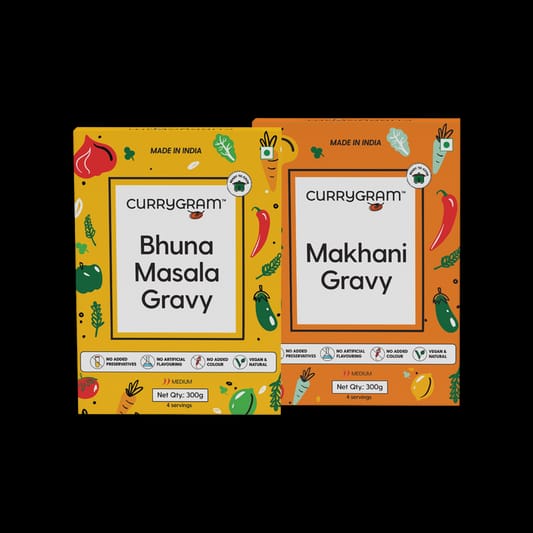 MADE IN INDIA
CURRYGRAM™
Bhuna
Masala
Gravy
NO ADDED
PRESERVATIVES
NO ARTIFICIAL
FLAVOURING
NO ADDED
COLOUR
VEGAN &
NATURAL
MEDIUM
Net Qty: 300g
4 servings
MADE IN INDIA
CURRYGRAM™
Makhani
Gravy
NO ADDED
PRESERVATIVES
NO ARTIFICIAL
FLAVOURING
NO ADDED
COLOUR
VEGAN &
NATURAL
MEDIUM
Net Qty: 300g
4 servings